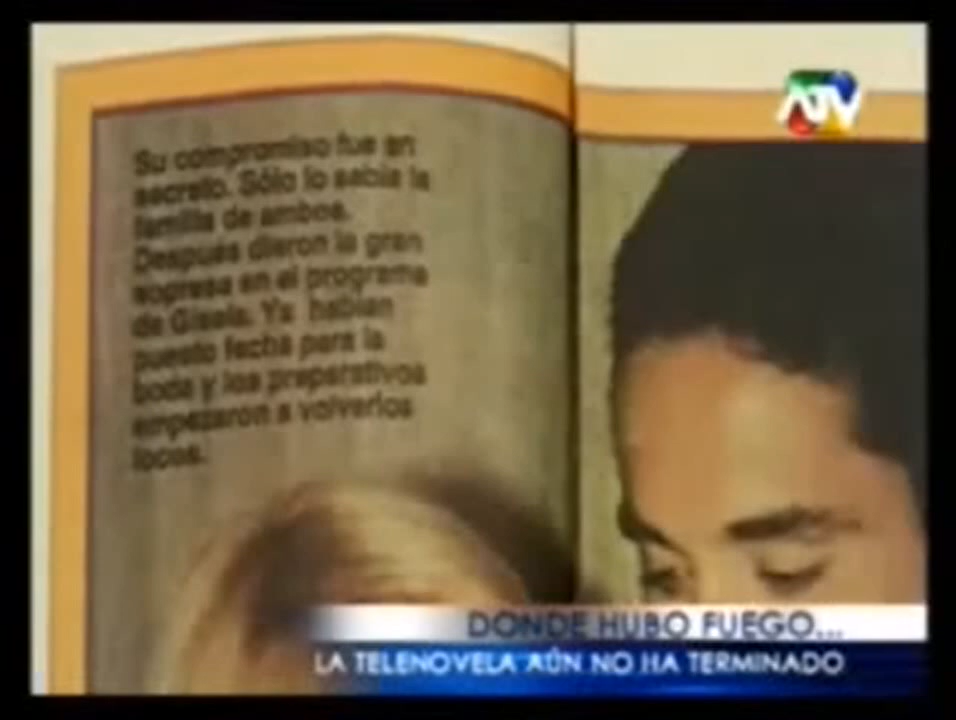 Su compromiso fue en
secreto. Sólo lo sabía la
familia de ambos.
Después dieron la gran
sopresa en el programa
de Gisela. Ya habían
puesto fecha para la
boda y los preparativos
empezaron a volverlos
locos.
ATV
DONDE HUBO FUEGO...
LA TELENOVELA AÚN NO HA TERMINADO